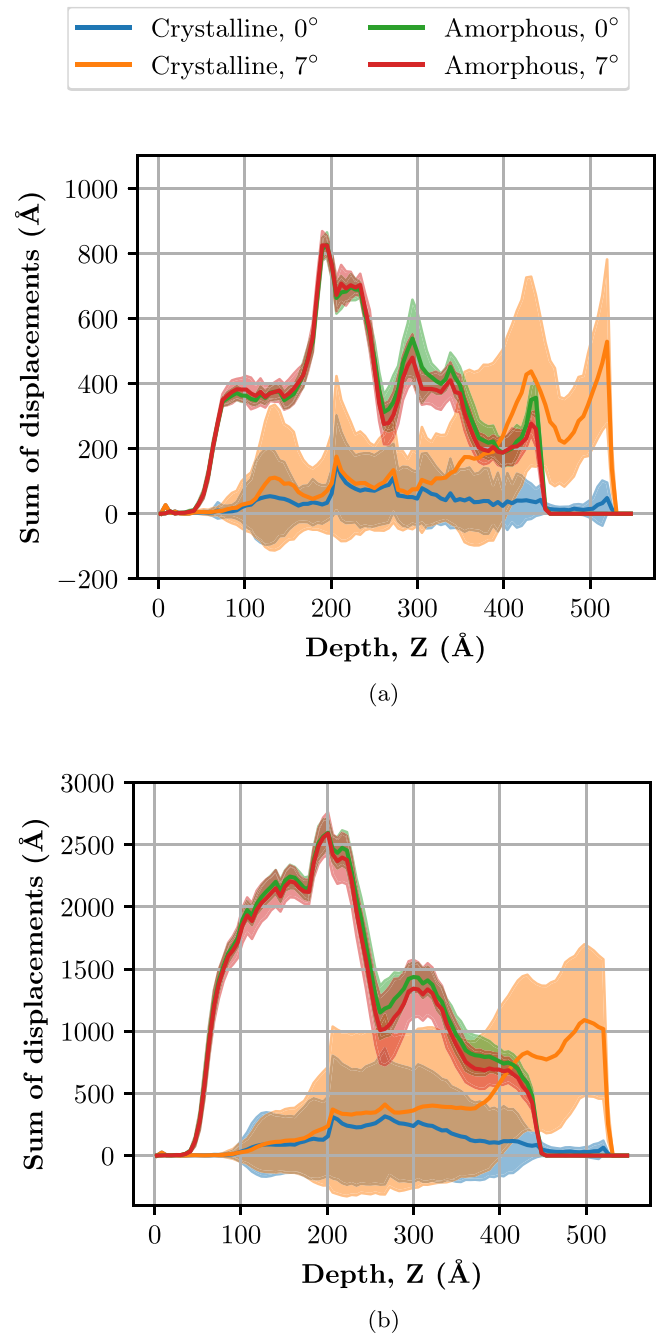 Crystalline, 0° Amorphous, 0°
Crystalline, 7° Amorphous, 7°
1000
800
600
400
200
0
−200
Sum of displacements (Å)
0 100 200 300 400 500
Depth, Z (Å)
(a)
3000
2500
2000
1500
1000
500
0
Sum of displacements (Å)
0 100 200 300 400 500
Depth, Z (Å)
(b)